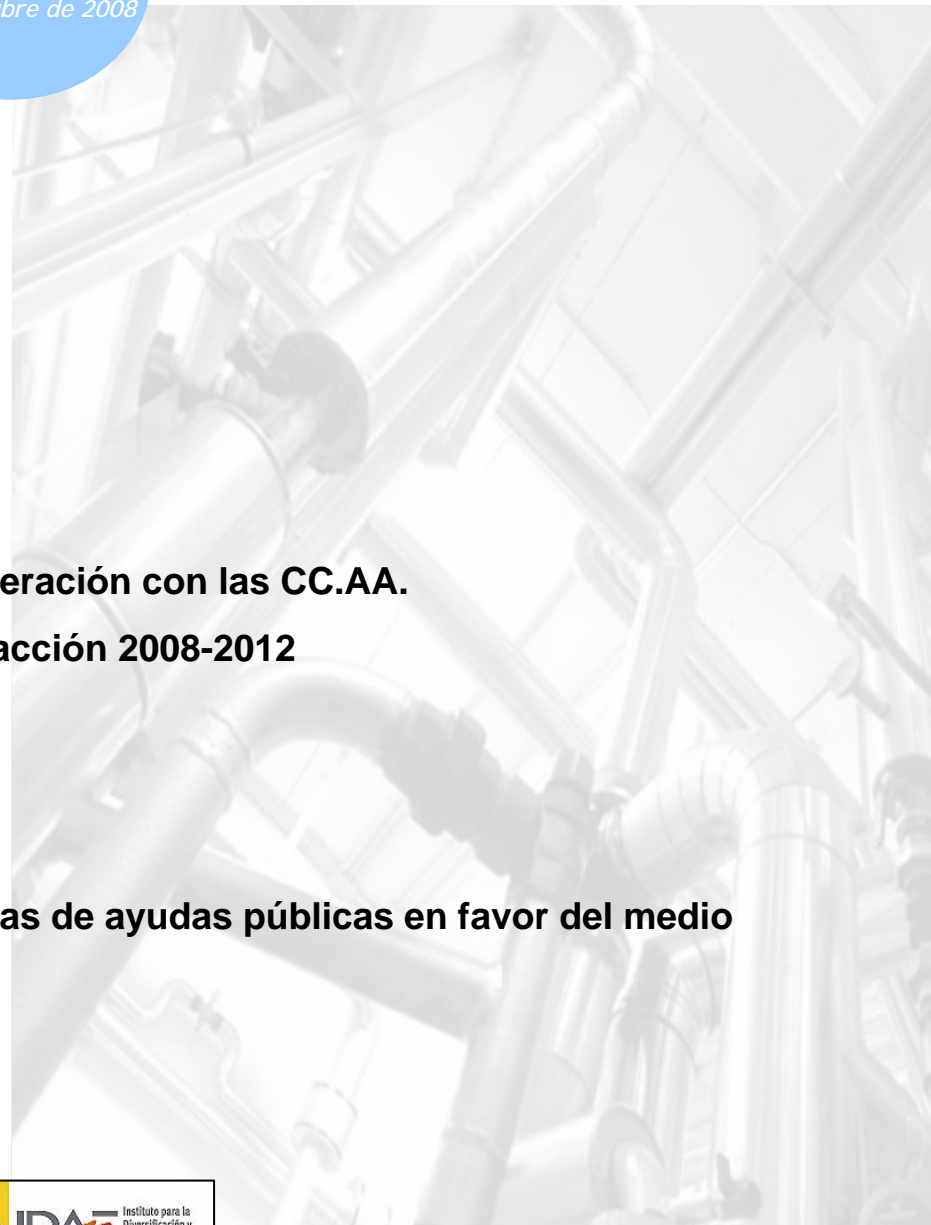 bre de 2008
eración con las CC.AA.
acción 2008-2012
as de ayudas públicas en favor del medio
IDAE
Instituto para la
Diversificación y